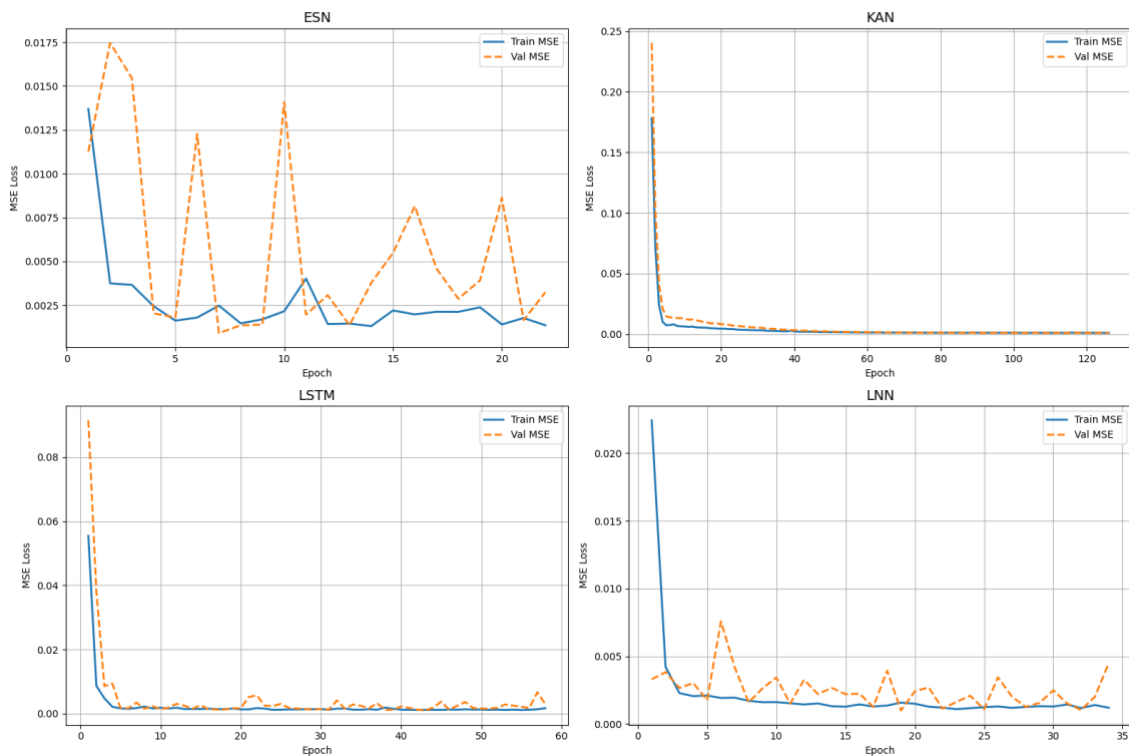 ESN
MSE Loss
0.0175
0.0150
0.0125
0.0100
0.0075
0.0050
0.0025
0
5
10
15
20
Epoch
Train MSE
Val MSE
KAN
MSE Loss
0.25
0.20
0.15
0.10
0.05
0.00
0
20
40
60
80
100
120
Epoch
Train MSE
Val MSE
LSTM
MSE Loss
0.08
0.06
0.04
0.02
0.00
0
10
20
30
40
50
60
Epoch
Train MSE
Val MSE
LNN
MSE Loss
0.020
0.015
0.010
0.005
0.000
0
5
10
15
20
25
30
35
Epoch
Train MSE
Val MSE